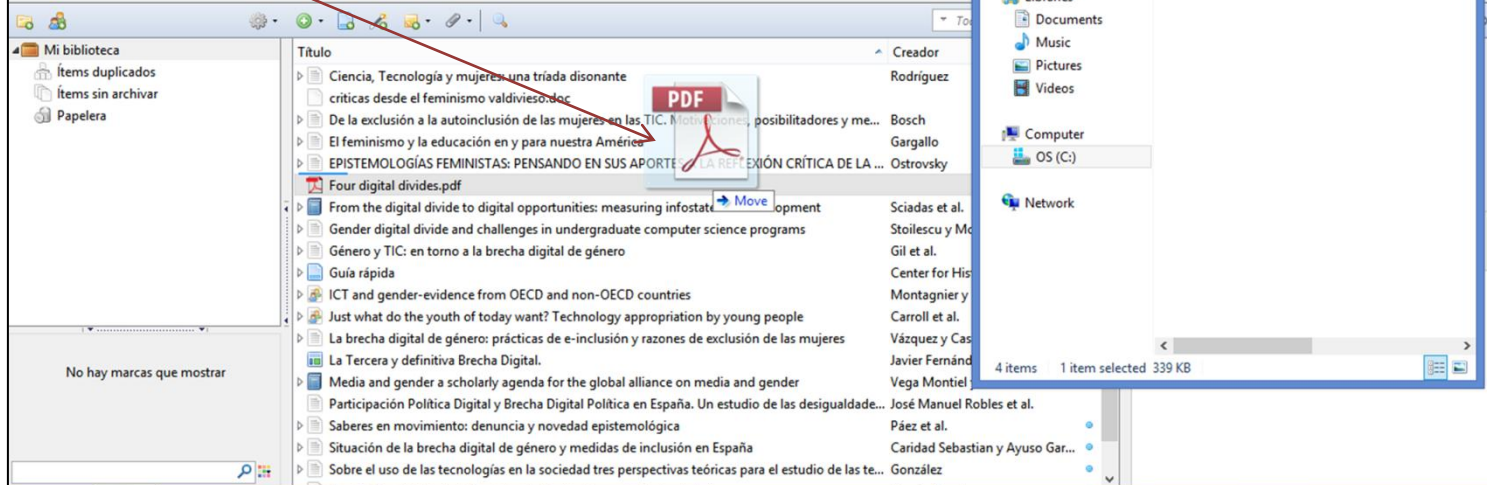 Mi biblioteca
Ítems duplicados
Ítems sin archivar
Papelera
No hay marcas que mostrar
Título
Creador
Ciencia, Tecnología y mujeres: una tríada disonante
Rodríguez
criticas desde el feminismo valdivieso.doc
De la exclusión a la autoinclusión de las mujeres en las TIC. Motivaciones, posibilitadores y me...
Bosch
El feminismo y la educación en y para nuestra América
Gargallo
EPISTEMOLOGÍAS FEMINISTAS: PENSANDO EN SUS APORTES A LA REFLEXIÓN CRÍTICA DE LA ...
Ostrovsky
Four digital divides.pdf
From the digital divide to digital opportunities: measuring infostate
opment
Sciadas et al.
Gender digital divide and challenges in undergraduate computer science programs
Stoilescu y Mc
Género y TIC: en torno a la brecha digital de género
Gil et al.
Guía rápida
Center for His
ICT and gender-evidence from OECD and non-OECD countries
Montagnier y
Just what do the youth of today want? Technology appropriation by young people
Carroll et al.
La brecha digital de género: prácticas de e-inclusión y razones de exclusión de las mujeres
Vázquez y Cas
La Tercera y definitiva Brecha Digital.
Javier Fernánd
Media and gender a scholarly agenda for the global alliance on media and gender
Vega Montiel
Participación Política Digital y Brecha Digital Política en España. Un estudio de las desigualdade...
José Manuel Robles et al.
Saberes en movimiento: denuncia y novedad epistemológica
Páez et al.
Situación de la brecha digital de género y medidas de inclusión en España
Caridad Sebastian y Ayuso Gar...
Sobre el uso de las tecnologías en la sociedad tres perspectivas teóricas para el estudio de las te...
González
PDF
Move
Documents
Music
Pictures
Videos
Computer
OS (C:)
Network
4 items 1 item selected 339 KB